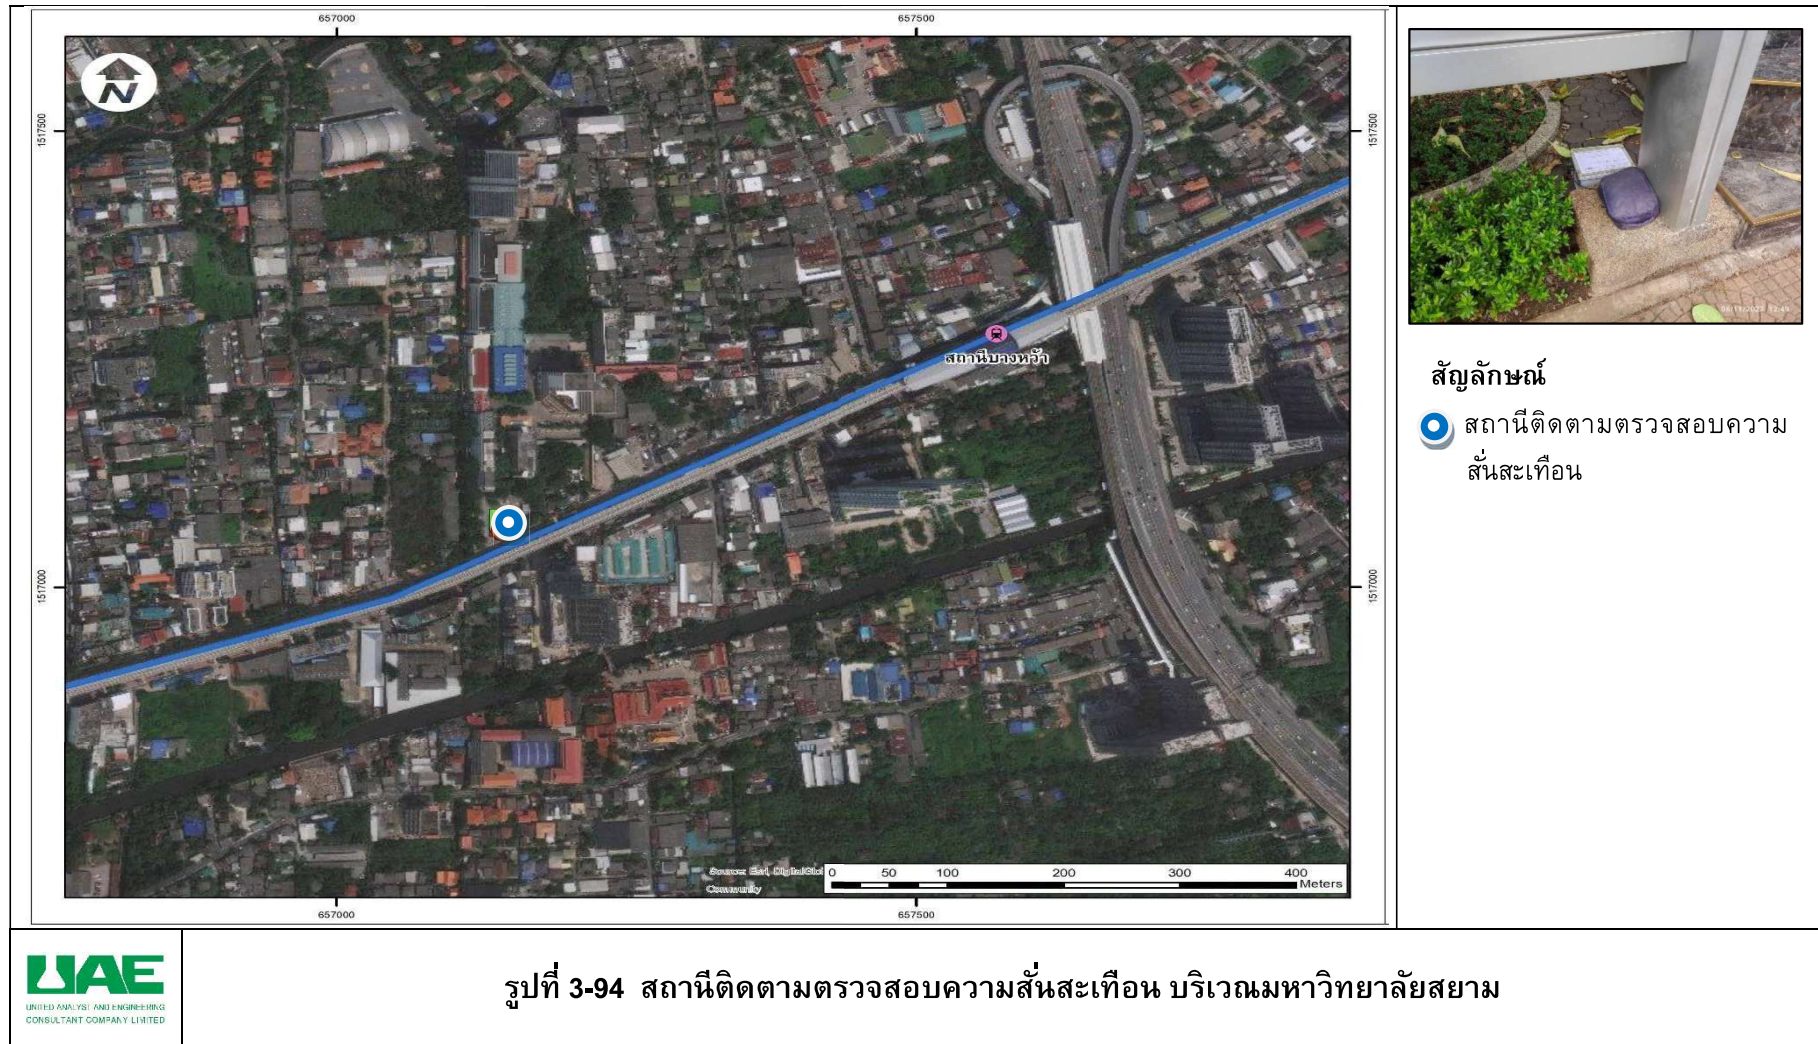 657000
657500
1517500
1517500
N
สถานีบางหว้า
1517000
1517000
Source: Esri, DigitalGlo
Community
0 50 100 200 300 400
Meters
657000
657500
12:49
สัญลักษณ์
สถานีติดตามตรวจสอบความ
สั่นสะเทือน
UAE
UNITED ANALYST AND ENGINEERING
CONSULTANT COMPANY LIMITED
รูปที่ 3-94 สถานีติดตามตรวจสอบความสั่นสะเทือน บริเวณมหาวิทยาลัยสยาม